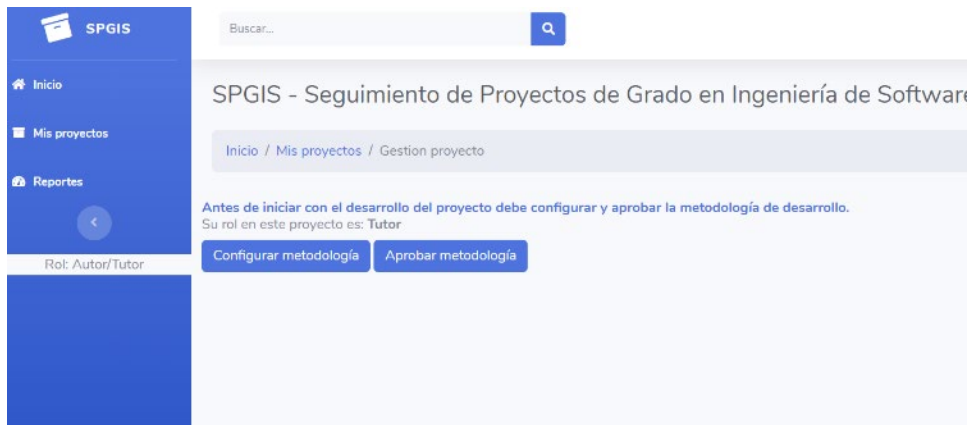 SPGIS
Buscar...
Inicio
Mis proyectos
Reportes
Rol: Autor/Tutor
SPGIS - Seguimiento de Proyectos de Grado en Ingeniería de Software
Inicio / Mis proyectos / Gestion proyecto
Antes de iniciar con el desarrollo del proyecto debe configurar y aprobar la metodología de desarrollo.
Su rol en este proyecto es: Tutor
Configurar metodología Aprobar metodología